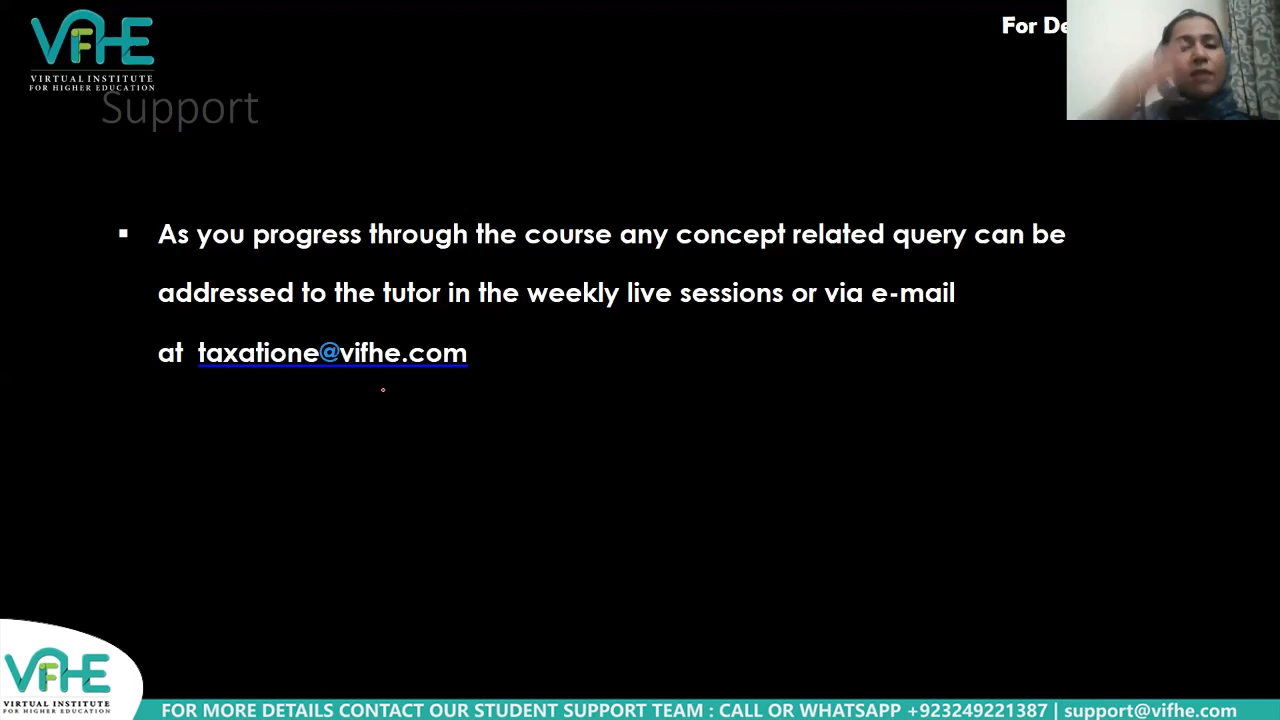 VIFHE
VIRTUAL INSTITUTE
FOR HIGHER EDUCATION
For De
Support
▪ As you progress through the course any concept related query can be
addressed to the tutor in the weekly live sessions or via e-mail
at taxatione@vifhe.com
VIFHE
VIRTUAL INSTITUTE
FOR HIGHER EDUCATION
FOR MORE DETAILS CONTACT OUR STUDENT SUPPORT TEAM : CALL OR WHATSAPP +923249221387 | support@vifhe.com